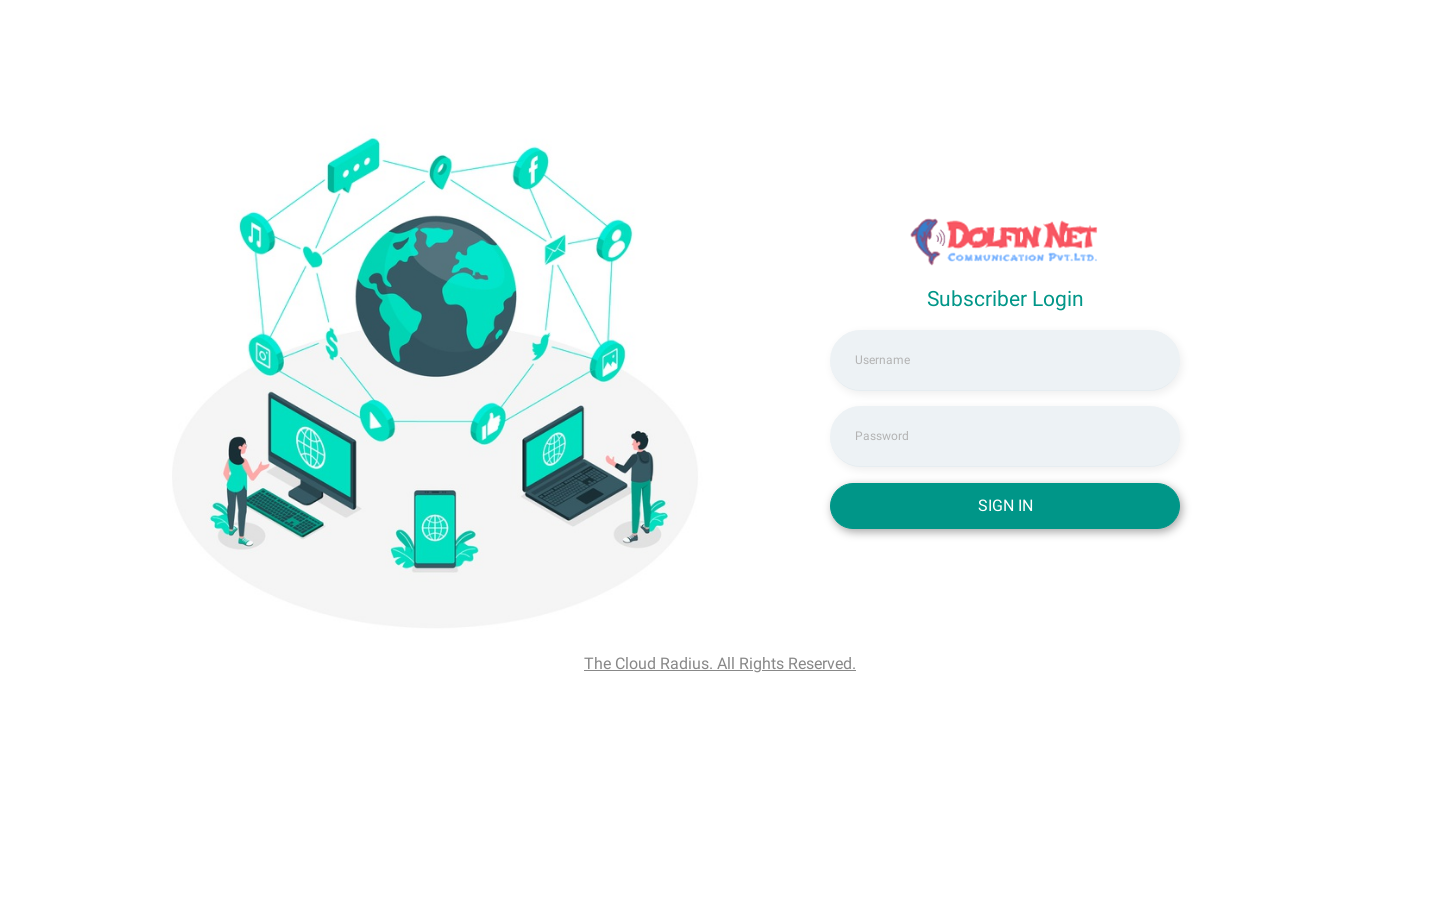 DOLFIN NET
COMMUNICATION PVT.LTD.
Subscriber Login
Username
Password
SIGN IN
The Cloud Radius. All Rights Reserved.